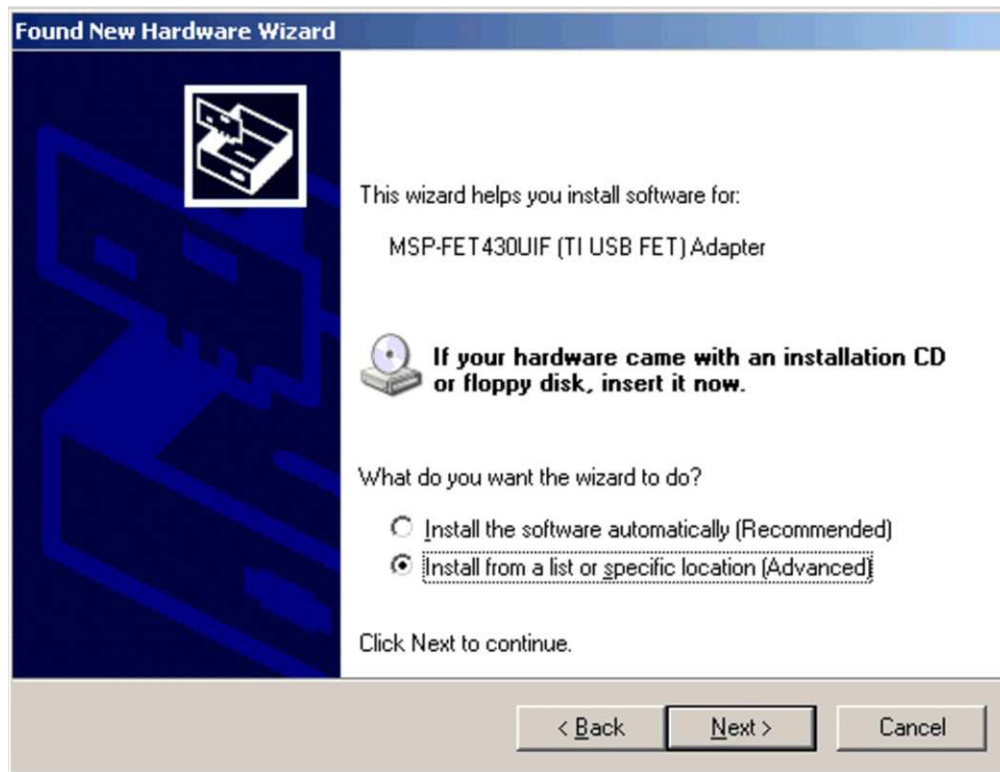 Found New Hardware Wizard
This wizard helps you install software for:
MSP-FET430UIF (TI USB FET) Adapter
If your hardware came with an installation CD
or floppy disk, insert it now.
What do you want the wizard to do?
Install the software automatically (Recommended)
Install from a list or specific location (Advanced)
Click Next to continue.
< Back Next > Cancel